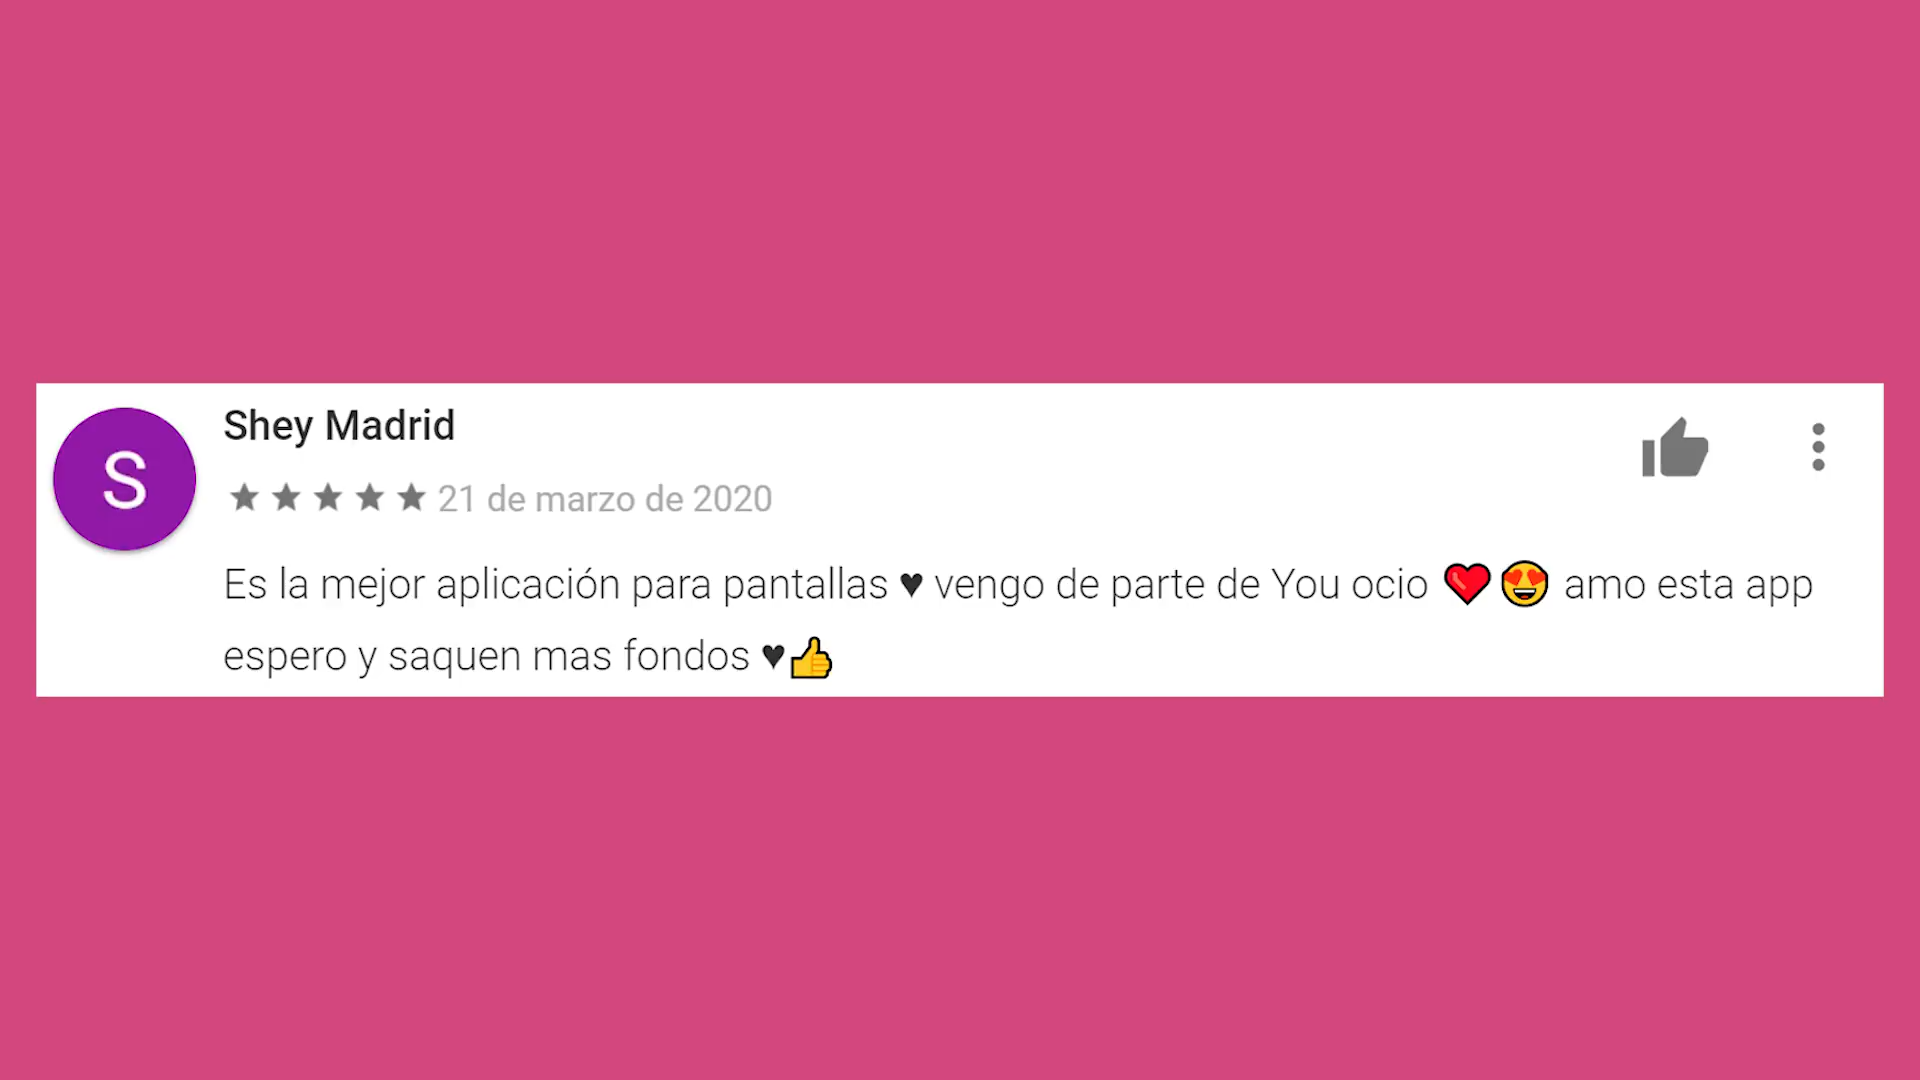 S
Shey Madrid
★★★★★ 21 de marzo de 2020
Es la mejor aplicación para pantallas ♥ vengo de parte de You ocio ❤️😍 amo esta app
espero y saquen mas fondos ♥👍